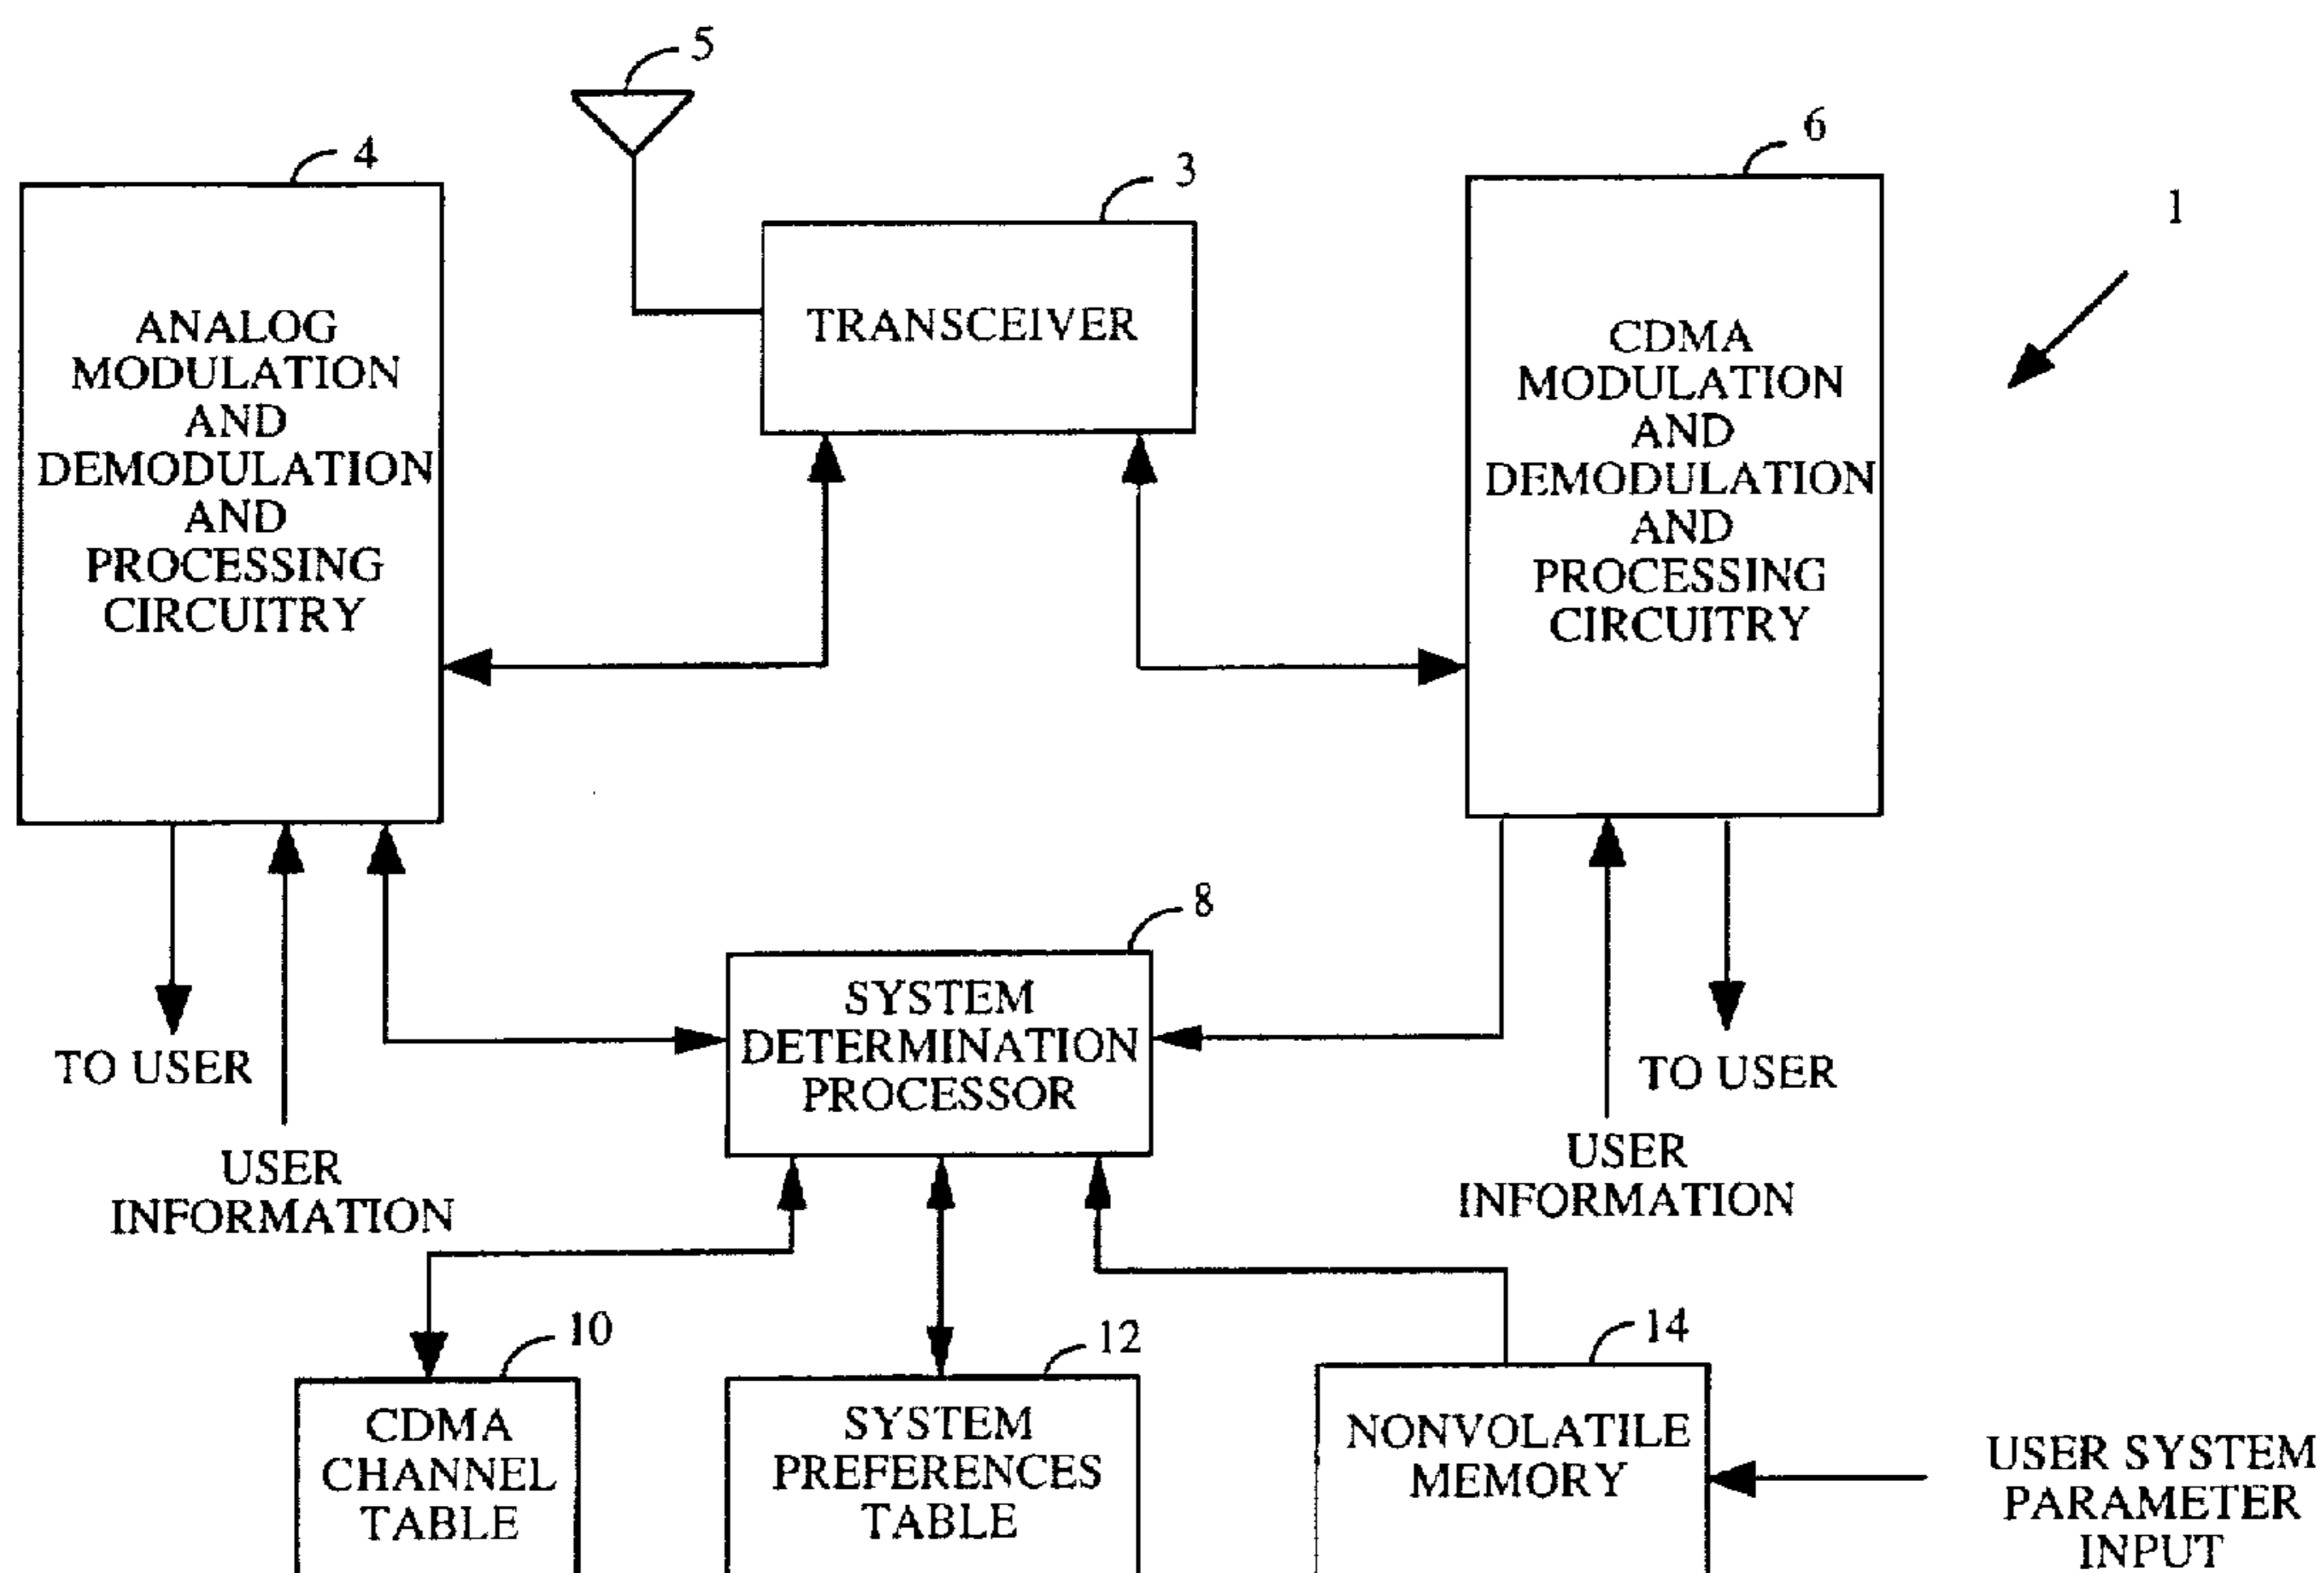 5
4
6
3
1
ANALOG
MODULATION
AND
DEMODULATION
AND
PROCESSING
CIRCUITRY
TRANSCEIVER
CDMA
MODULATION
AND
DEMODULATION
AND
PROCESSING
CIRCUITRY
8
SYSTEM
DETERMINATION
PROCESSOR
TO USER
USER
INFORMATION
TO USER
USER
INFORMATION
10
12
14
CDMA
CHANNEL
TABLE
SYSTEM
PREFERENCES
TABLE
NONVOLATILE
MEMORY
USER SYSTEM
PARAMETER
INPUT